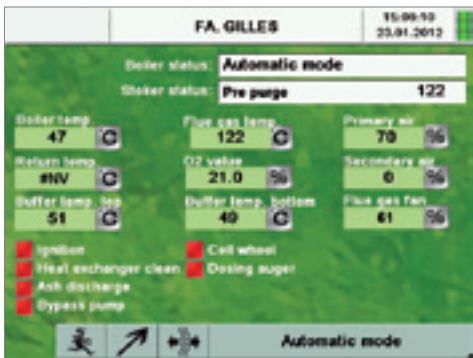 FA. GILLES
15:09:10
23.01.2012
Boiler status: Automatic mode
Stoker status: Pre purge 122
Boiler temp. Flue gas temp. Primary air
47 C 122 C 70 %
Return temp. O2 value Secondary air
#NV C 21.0 % 0 %
Buffer temp. top Buffer temp. bottom Flue gas fan
51 C 49 C 61 %
Ignition Cell wheel
Heat exchanger clean Dosing auger
Ash discharge
Bypass pump
Automatic mode